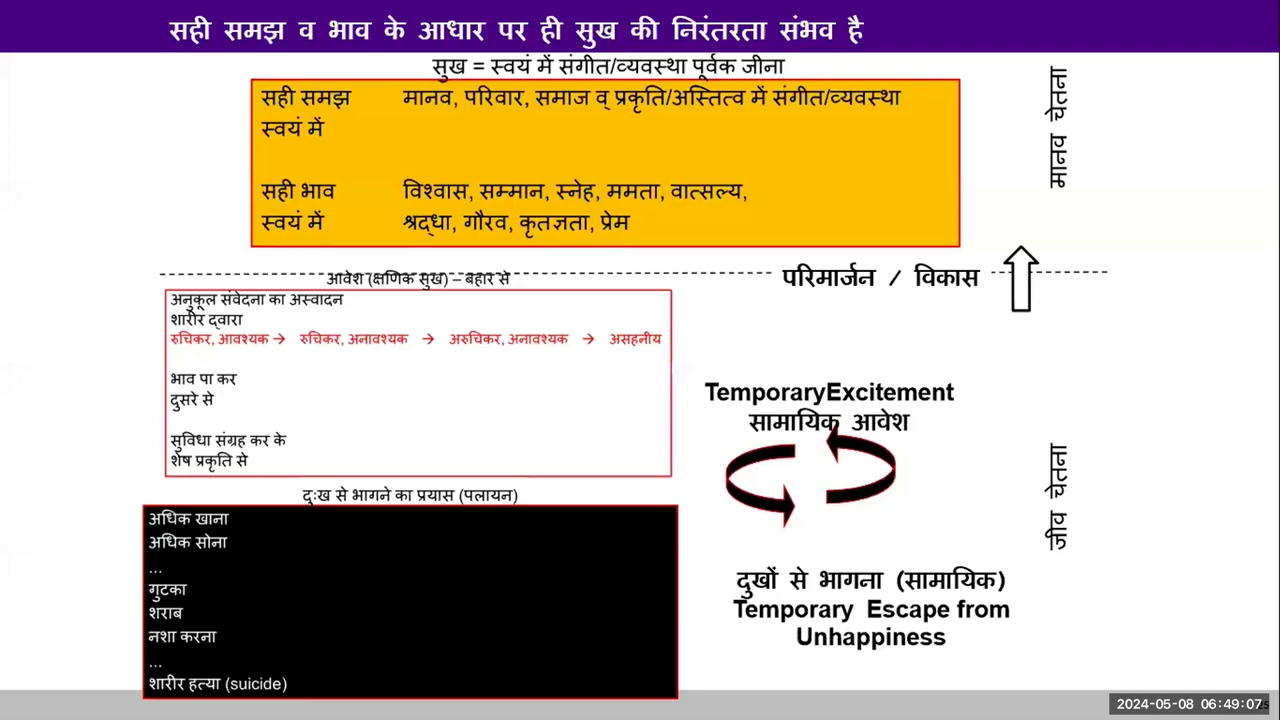 सही समझ व भाव के आधार पर ही सुख की निरंतरता संभव है
सुख = स्वयं में संगीत/व्यवस्था पूर्वक जीना
सही समझ मानव, परिवार, समाज व् प्रकृति/अस्तित्व में संगीत/व्यवस्था
स्वयं में
सही भाव विश्वास, सम्मान, स्नेह, ममता, वात्सल्य,
स्वयं में श्रद्धा, गौरव, कृतज्ञता, प्रेम
मानव चेतना
परिमार्जन / विकास
आवेश (क्षणिक सुख) – बहार से
अनुकूल संवेदना का अस्वादन
शारीर द्वारा
रुचिकर, आवश्यक → रुचिकर, अनावश्यक → अरुचिकर, अनावश्यक → असहनीय
भाव पा कर
दुसरे से
सुविधा संग्रह कर के
शेष प्रकृति से
TemporaryExcitement
सामायिक आवेश
जीव चेतना
दुःख से भागने का प्रयास (पलायन)
अधिक खाना
अधिक सोना
...
गुटका
शराब
नशा करना
...
शारीर हत्या (suicide)
दुखों से भागना (सामायिक)
Temporary Escape from
Unhappiness
2024-05-08 06:49:07